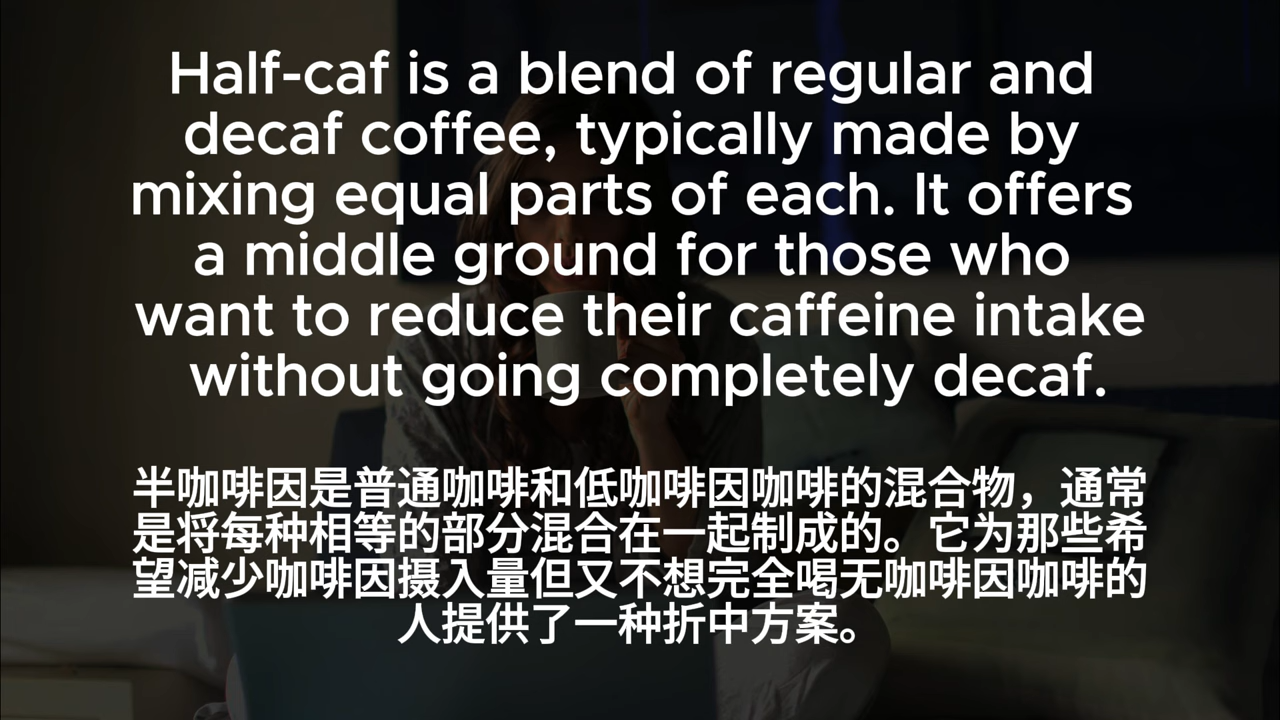 Half-caf is a blend of regular and
decaf coffee, typically made by
mixing equal parts of each. It offers
a middle ground for those who
want to reduce their caffeine intake
without going completely decaf.
半咖啡因是普通咖啡和低咖啡因咖啡的混合物，通常
是将每种相等的部分混合在一起制成的。它为那些希
望减少咖啡因摄入量但又不想完全喝无咖啡因咖啡的
人提供了一种折中方案。